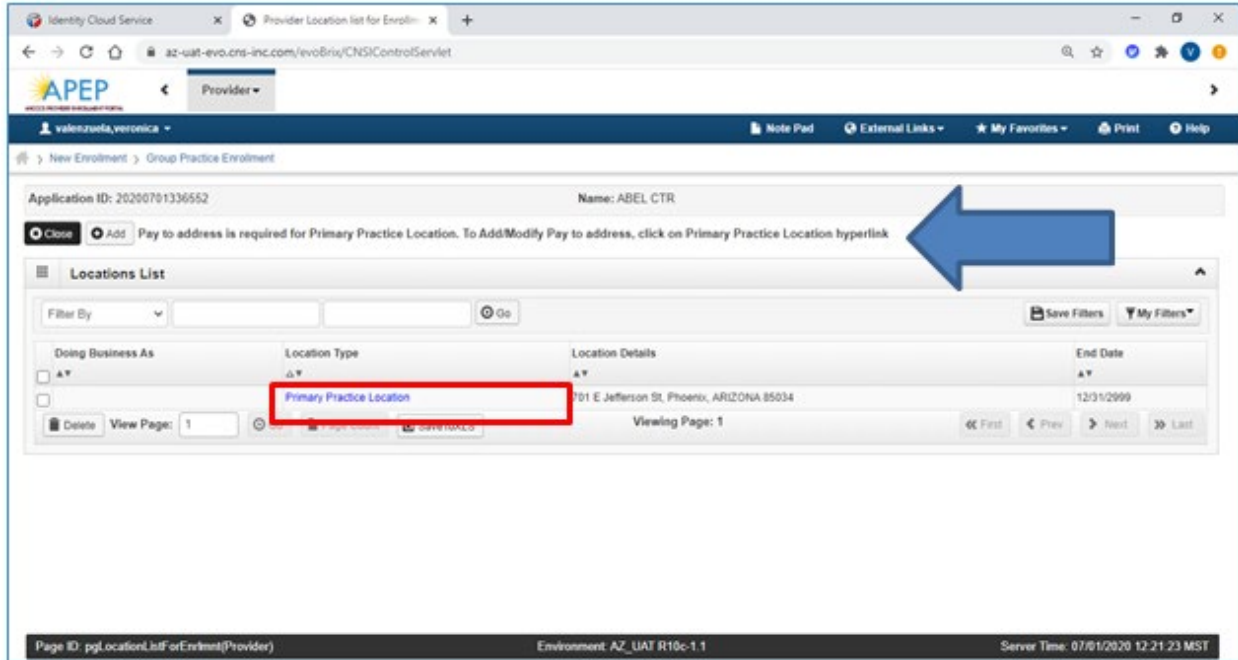 Identity Cloud Service
Provider Location list for Enrollm
az-uat-evo.cns-inc.com/evoBrix/CNSIControlServlet
V
APEP
Provider
valenzuela,veronica
Note Pad
External Links
My Favorites
Print
Help
New Enrollment > Group Practice Enrollment
Application ID: 20200701336552
Name: ABEL CTR
Close
Add
Pay to address is required for Primary Practice Location. To Add/Modify Pay to address, click on Primary Practice Location hyperlink
Locations List
Filter By
Go
Save Filters
My Filters
Doing Business As
Location Type
Location Details
End Date
Primary Practice Location
701 E Jefferson St, Phoenix, ARIZONA 85034
12/31/2999
Delete
View Page: 1
Page Count
SaveToXLS
Viewing Page: 1
First
Prev
Next
Last
Page ID: pgLocationListForEnrlmnt(Provider)
Environment: AZ_UAT R10c-1.1
Server Time: 07/01/2020 12:21:23 MST